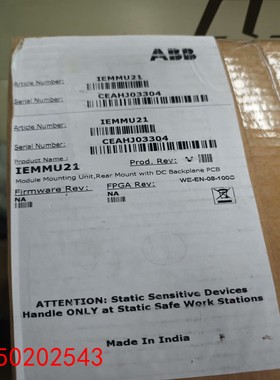 ABB
Article Number: IEMMU21
Serial Number: CEAHJ03304
Article Number: IEMMU21
Serial Number: CEAHJ03304
Product Name: Prod. Rev:
IEMMU21
Module Mounting Unit,Rear Mount with DC Backplane PCB
Firmware Rev: FPGA Rev: WE-EN-08-100C
NA NA
ATTENTION: Static Sensitive Devices
Handle ONLY at Static Safe Work Stations
Made In India
50202543